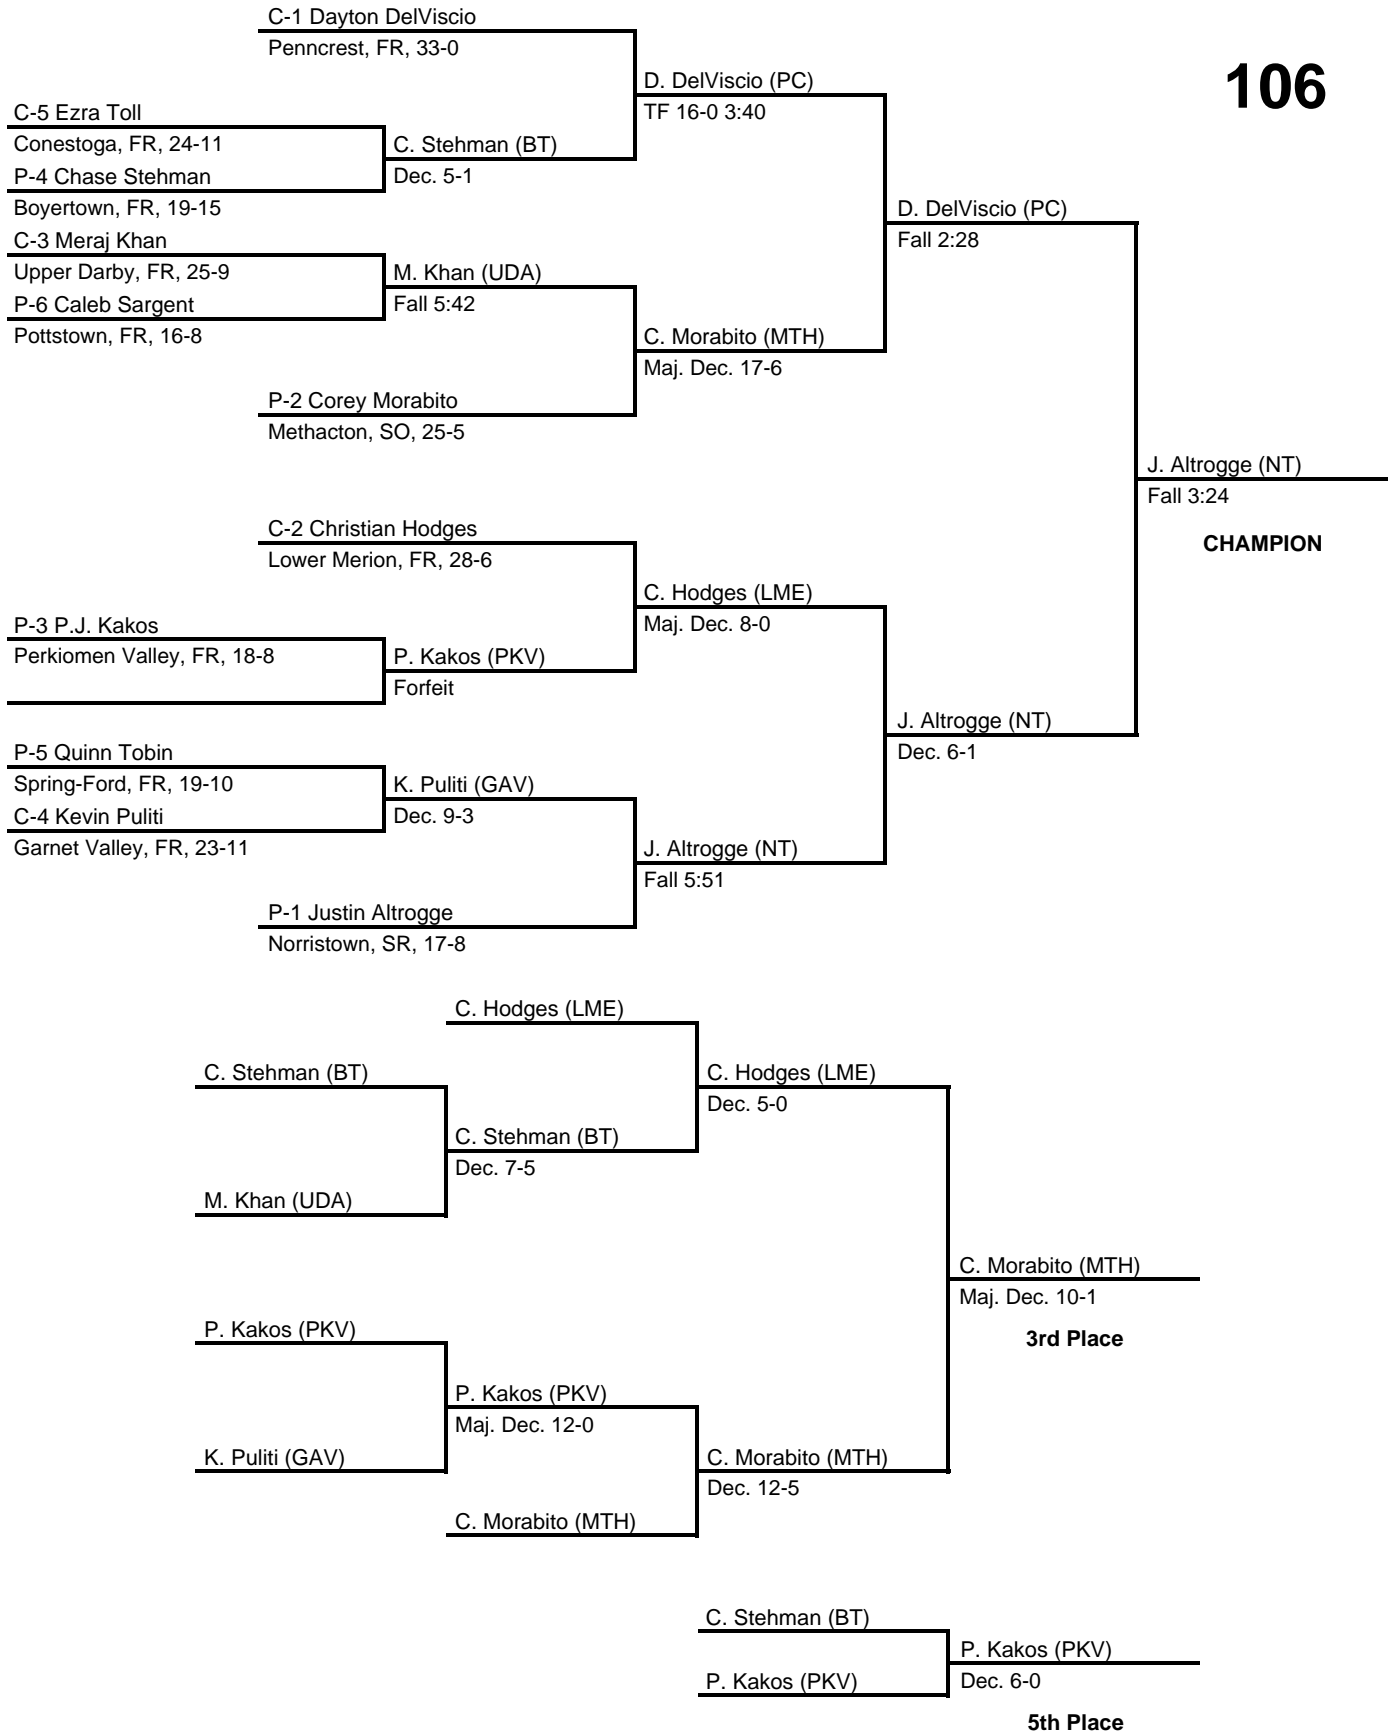 C-1 Dayton DelViscio
Penncrest, FR, 33-0
106
D. DelViscio (PC)
TF 16-0 3:40
C-5 Ezra Toll
Conestoga, FR, 24-11
C. Stehman (BT)
Dec. 5-1
P-4 Chase Stehman
Boyertown, FR, 19-15
D. DelViscio (PC)
Fall 2:28
C-3 Meraj Khan
Upper Darby, FR, 25-9
M. Khan (UDA)
Fall 5:42
P-6 Caleb Sargent
Pottstown, FR, 16-8
C. Morabito (MTH)
Maj. Dec. 17-6
P-2 Corey Morabito
Methacton, SO, 25-5
J. Altrogge (NT)
Fall 3:24
CHAMPION
C-2 Christian Hodges
Lower Merion, FR, 28-6
C. Hodges (LME)
Maj. Dec. 8-0
P-3 P.J. Kakos
Perkiomen Valley, FR, 18-8
P. Kakos (PKV)
Forfeit
J. Altrogge (NT)
Dec. 6-1
P-5 Quinn Tobin
Spring-Ford, FR, 19-10
K. Puliti (GAV)
Dec. 9-3
C-4 Kevin Puliti
Garnet Valley, FR, 23-11
J. Altrogge (NT)
Fall 5:51
P-1 Justin Altrogge
Norristown, SR, 17-8
C. Hodges (LME)
C. Stehman (BT)
C. Hodges (LME)
Dec. 5-0
C. Stehman (BT)
Dec. 7-5
M. Khan (UDA)
C. Morabito (MTH)
Maj. Dec. 10-1
3rd Place
P. Kakos (PKV)
P. Kakos (PKV)
Maj. Dec. 12-0
K. Puliti (GAV)
C. Morabito (MTH)
Dec. 12-5
C. Morabito (MTH)
C. Stehman (BT)
P. Kakos (PKV)
Dec. 6-0
P. Kakos (PKV)
5th Place